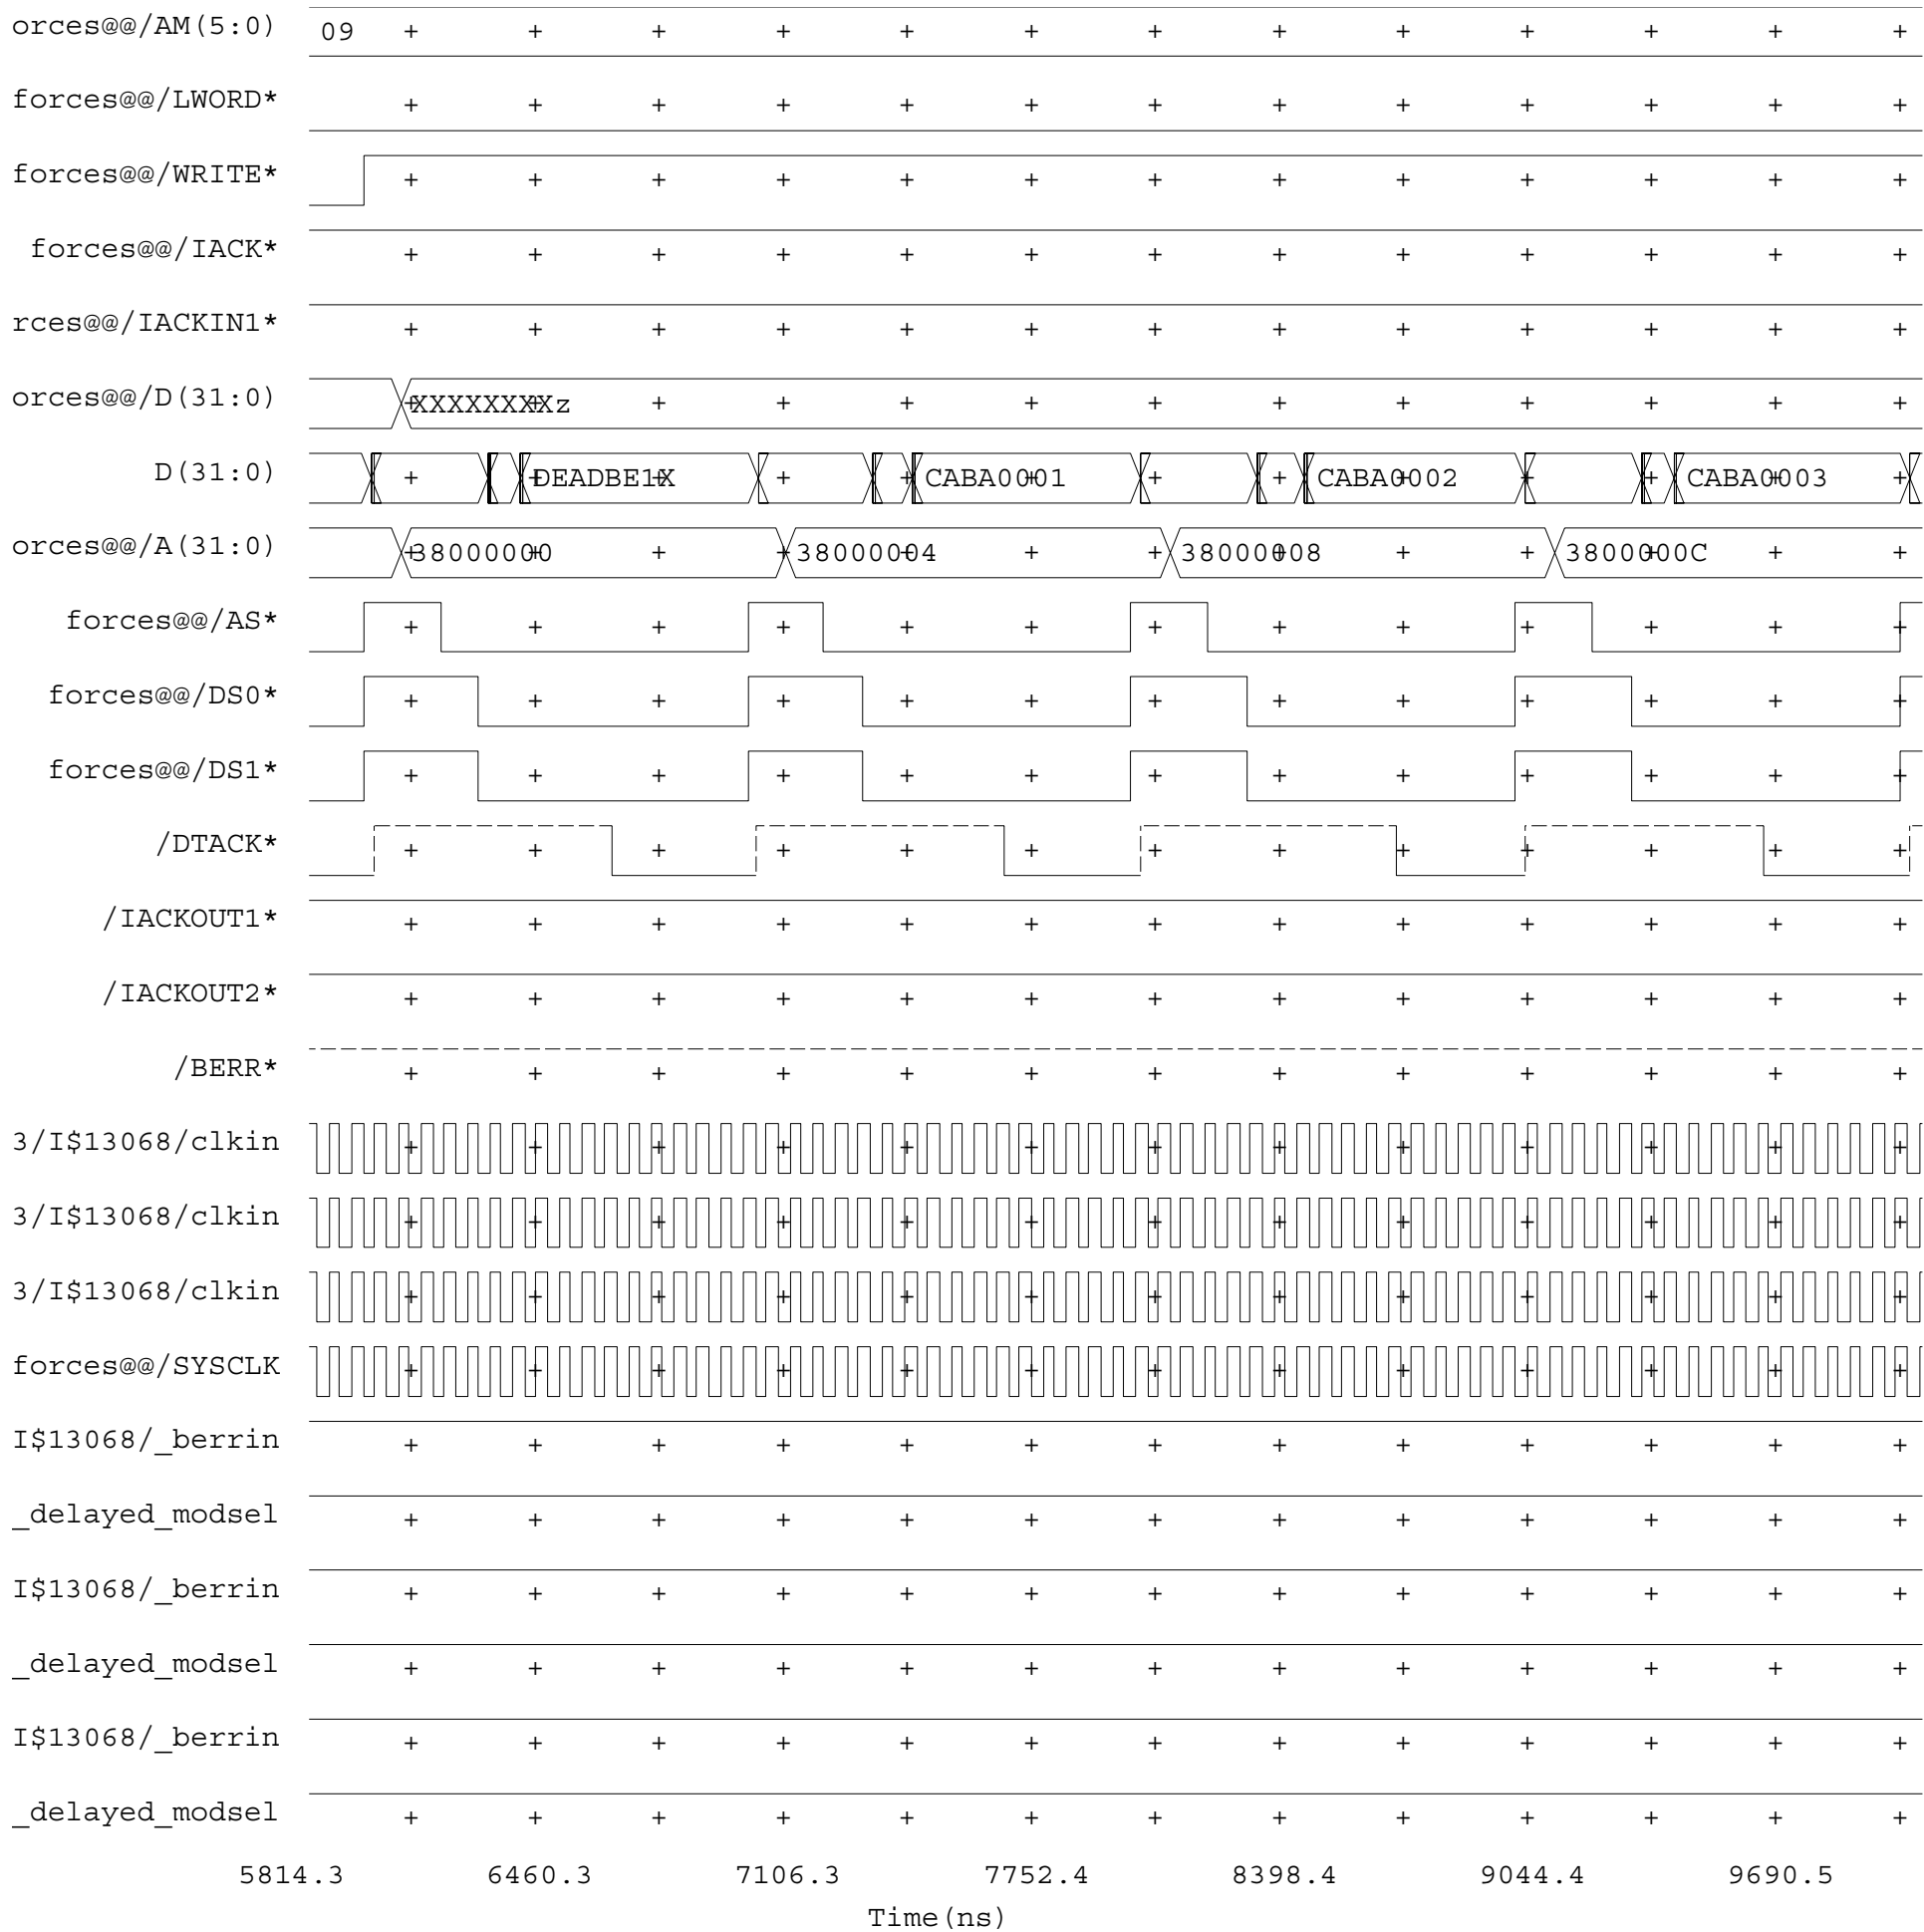 orces@@/AM(5:0) 09
forces@@/LWORD*
forces@@/WRITE*
forces@@/IACK*
rces@@/IACKIN1*
orces@@/D(31:0) XXXXXXXXz
D(31:0) DEADBE1X CABA0001 CABA0002 CABA0003
orces@@/A(31:0) 38000000 38000004 38000008 3800000C
forces@@/AS*
forces@@/DS0*
forces@@/DS1*
/DTACK*
/IACKOUT1*
/IACKOUT2*
/BERR*
3/I$13068/clkin
3/I$13068/clkin
3/I$13068/clkin
forces@@/SYSCLK
I$13068/_berrin
_delayed_modsel
I$13068/_berrin
_delayed_modsel
I$13068/_berrin
_delayed_modsel
5814.3 6460.3 7106.3 7752.4 8398.4 9044.4 9690.5
Time(ns)